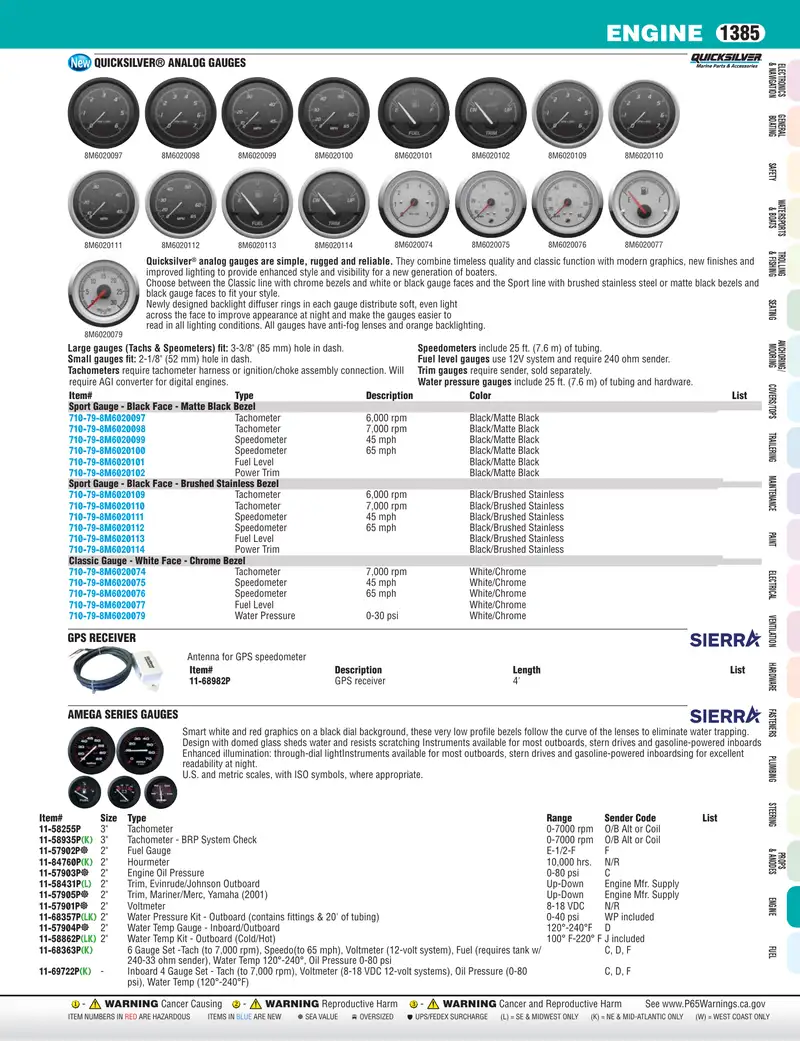 ENGINE 1385
New QUICKSILVER® ANALOG GAUGES
QUICKSILVER
Marine Parts & Accessories
8M6020097 8M6020098 8M6020099 8M6020100 8M6020101 8M6020102 8M6020109 8M6020110
8M6020111 8M6020112 8M6020113 8M6020114 8M6020074 8M6020075 8M6020076 8M6020077
8M6020079
Quicksilver® analog gauges are simple, rugged and reliable. They combine timeless quality and classic function with modern graphics, new finishes and
improved lighting to provide enhanced style and visibility for a new generation of boaters.
Choose between the Classic line with chrome bezels and white or black gauge faces and the Sport line with brushed stainless steel or matte black bezels and
black gauge faces to fit your style.
Newly designed backlight diffuser rings in each gauge distribute soft, even light
across the face to improve appearance at night and make the gauges easier to
read in all lighting conditions. All gauges have anti-fog lenses and orange backlighting.
Large gauges (Tachs & Speometers) fit: 3-3/8" (85 mm) hole in dash.
Small gauges fit: 2-1/8" (52 mm) hole in dash.
Tachometers require tachometer harness or ignition/choke assembly connection. Will
require AGI converter for digital engines.
Speedometers include 25 ft. (7.6 m) of tubing.
Fuel level gauges use 12V system and require 240 ohm sender.
Trim gauges require sender, sold separately.
Water pressure gauges include 25 ft. (7.6 m) of tubing and hardware.
Item# Type Description Color List
Sport Gauge - Black Face - Matte Black Bezel
710-79-8M6020097 Tachometer 6,000 rpm Black/Matte Black
710-79-8M6020098 Tachometer 7,000 rpm Black/Matte Black
710-79-8M6020099 Speedometer 45 mph Black/Matte Black
710-79-8M6020100 Speedometer 65 mph Black/Matte Black
710-79-8M6020101 Fuel Level Black/Matte Black
710-79-8M6020102 Power Trim Black/Matte Black
Sport Gauge - Black Face - Brushed Stainless Bezel
710-79-8M6020109 Tachometer 6,000 rpm Black/Brushed Stainless
710-79-8M6020110 Tachometer 7,000 rpm Black/Brushed Stainless
710-79-8M6020111 Speedometer 45 mph Black/Brushed Stainless
710-79-8M6020112 Speedometer 65 mph Black/Brushed Stainless
710-79-8M6020113 Fuel Level Black/Brushed Stainless
710-79-8M6020114 Power Trim Black/Brushed Stainless
Classic Gauge - White Face - Chrome Bezel
710-79-8M6020074 Tachometer 7,000 rpm White/Chrome
710-79-8M6020075 Speedometer 45 mph White/Chrome
710-79-8M6020076 Speedometer 65 mph White/Chrome
710-79-8M6020077 Fuel Level White/Chrome
710-79-8M6020079 Water Pressure 0-30 psi White/Chrome
GPS RECEIVER
SIERRA
Antenna for GPS speedometer
Item# Description Length List
11-68982P GPS receiver 4'
AMEGA SERIES GAUGES
SIERRA
Smart white and red graphics on a black dial background, these very low profile bezels follow the curve of the lenses to eliminate water trapping.
Design with domed glass sheds water and resists scratching Instruments available for most outboards, stern drives and gasoline-powered inboards
Enhanced illumination: through-dial lightInstruments available for most outboards, stern drives and gasoline-powered inboardsing for excellent
readability at night.
U.S. and metric scales, with ISO symbols, where appropriate.
Item# Size Type Range Sender Code List
11-58255P 3" Tachometer 0-7000 rpm O/B Alt or Coil
11-58935P(K) 3" Tachometer - BRP System Check 0-7000 rpm O/B Alt or Coil
11-57902P 2" Fuel Gauge E-1/2-F F
11-84760P(K) 2" Hourmeter 10,000 hrs. N/R
11-57903P 2" Engine Oil Pressure 0-80 psi C
11-58431P(L) 2" Trim, Evinrude/Johnson Outboard Up-Down Engine Mfr. Supply
11-57905P 2" Trim, Mariner/Merc, Yamaha (2001) Up-Down Engine Mfr. Supply
11-57901P 2" Voltmeter 8-18 VDC N/R
11-68357P(LK) 2" Water Pressure Kit - Outboard (contains fittings & 20' of tubing) 0-40 psi WP included
11-57904P 2" Water Temp Gauge - Inboard/Outboard 120°-240°F D
11-58862P(LK) 2" Water Temp Kit - Outboard (Cold/Hot) 100° F-220° F J included
11-68363P(K) 6 Gauge Set -Tach (to 7,000 rpm), Speedo(to 65 mph), Voltmeter (12-volt system), Fuel (requires tank w/ C, D, F
240-33 ohm sender), Water Temp 120°-240°, Oil Pressure 0-80 psi
11-69722P(K) - Inboard 4 Gauge Set - Tach (to 7,000 rpm), Voltmeter (8-18 VDC 12-volt systems), Oil Pressure (0-80 C, D, F
psi), Water Temp (120°-240°F)
ELECTRONICS
& NAVIGATION
GENERAL
BOATING
SAFETY
WATERSPORTS
& BOATS
TROLLING
& FISHING
SEATING
ANCHORING/
MOORING
COVERS/TOPS
TRAILERING
MAINTENANCE
PAINT
ELECTRICAL
VENTILATION
HARDWARE
FASTENERS
PLUMBING
STEERING
PROPS
& ANODES
ENGINE
FUEL
1 - WARNING Cancer Causing 2 - WARNING Reproductive Harm 3 - WARNING Cancer and Reproductive Harm See www.P65Warnings.ca.gov
ITEM NUMBERS IN RED ARE HAZARDOUS ITEMS IN BLUE ARE NEW SEA VALUE OVERSIZED UPS/FEDEX SURCHARGE (L) = SE & MIDWEST ONLY (K) = NE & MID-ATLANTIC ONLY (W) = WEST COAST ONLY